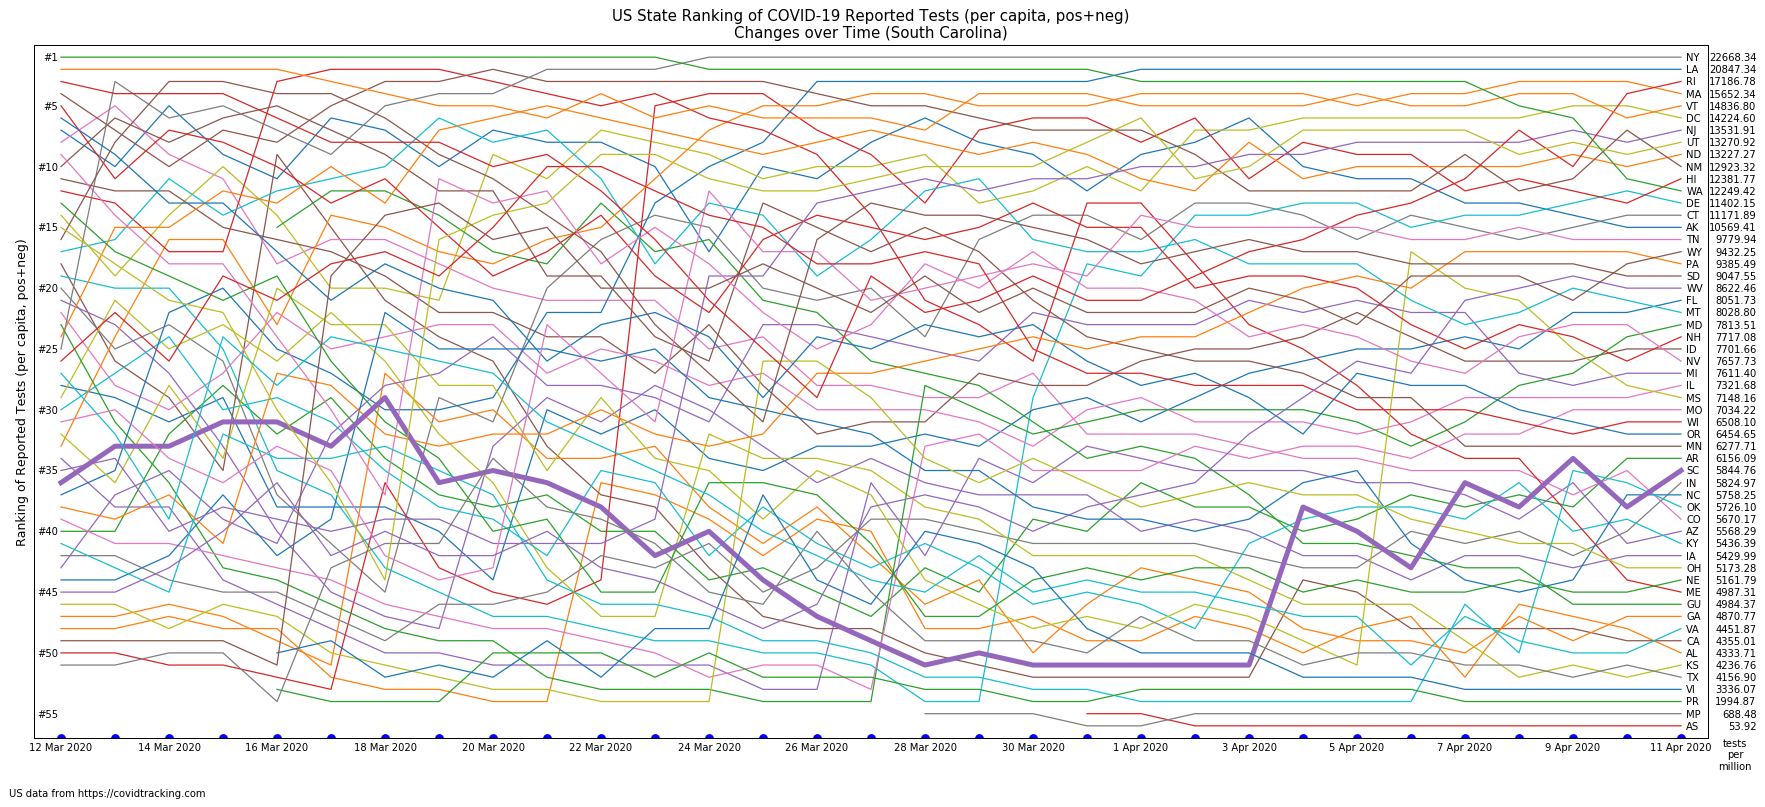 US State Ranking of COVID-19 Reported Tests (per capita, pos+neg)
Changes over Time (South Carolina)
Ranking of Reported Tests (per capita, pos+neg)
#1
#5
#10
#15
#20
#25
#30
#35
#40
#45
#50
#55
NY 22668.34
LA 20847.34
RI 17186.78
MA 15652.34
VT 14836.80
DC 14224.60
NJ 13531.91
UT 13270.92
ND 13227.27
NM 12923.32
HI 12381.77
WA 12249.42
DE 11402.15
CT 11171.89
AK 10569.41
TN 9779.94
WY 9432.25
PA 9385.49
SD 9047.55
WV 8622.46
FL 8051.73
MT 8028.80
MD 7813.51
NH 7717.08
ID 7701.66
NV 7657.73
MI 7611.40
IL 7321.68
MS 7148.16
MO 7034.22
WI 6508.10
OR 6454.65
MN 6277.71
AR 6156.09
SC 5844.76
IN 5824.97
NC 5758.25
OK 5726.10
CO 5670.17
AZ 5568.29
KY 5436.39
IA 5429.99
OH 5173.28
NE 5161.79
ME 4987.31
GU 4984.37
GA 4870.77
VA 4451.87
CA 4355.01
AL 4333.71
KS 4236.76
TX 4156.90
VI 3336.07
PR 1994.87
MP 688.48
AS 53.92
12 Mar 2020 14 Mar 2020 16 Mar 2020 18 Mar 2020 20 Mar 2020 22 Mar 2020 24 Mar 2020 26 Mar 2020 28 Mar 2020 30 Mar 2020 1 Apr 2020 3 Apr 2020 5 Apr 2020 7 Apr 2020 9 Apr 2020 11 Apr 2020
tests
per
million
US data from https://covidtracking.com